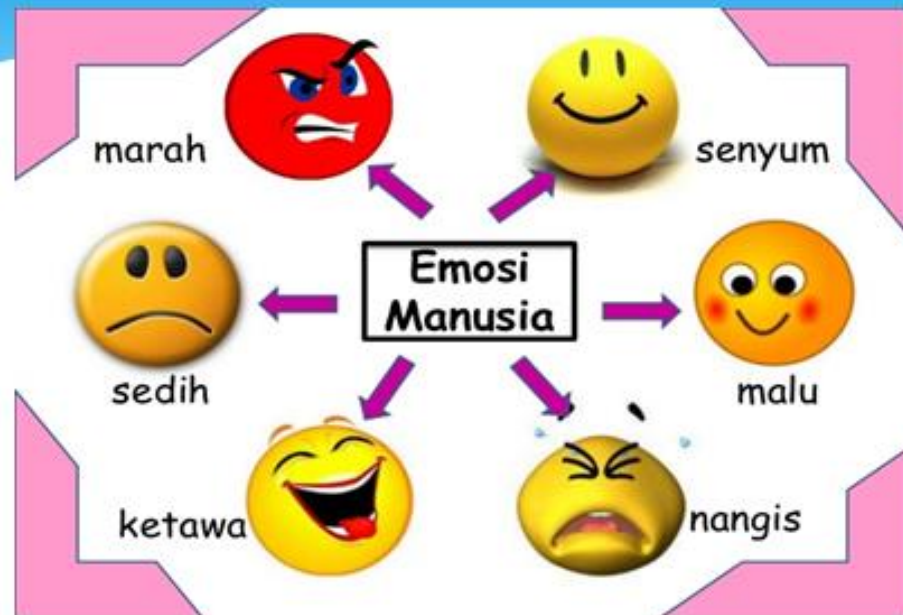 marah
senyum
Emosi
Manusia
sedih
malu
ketawa
nangis